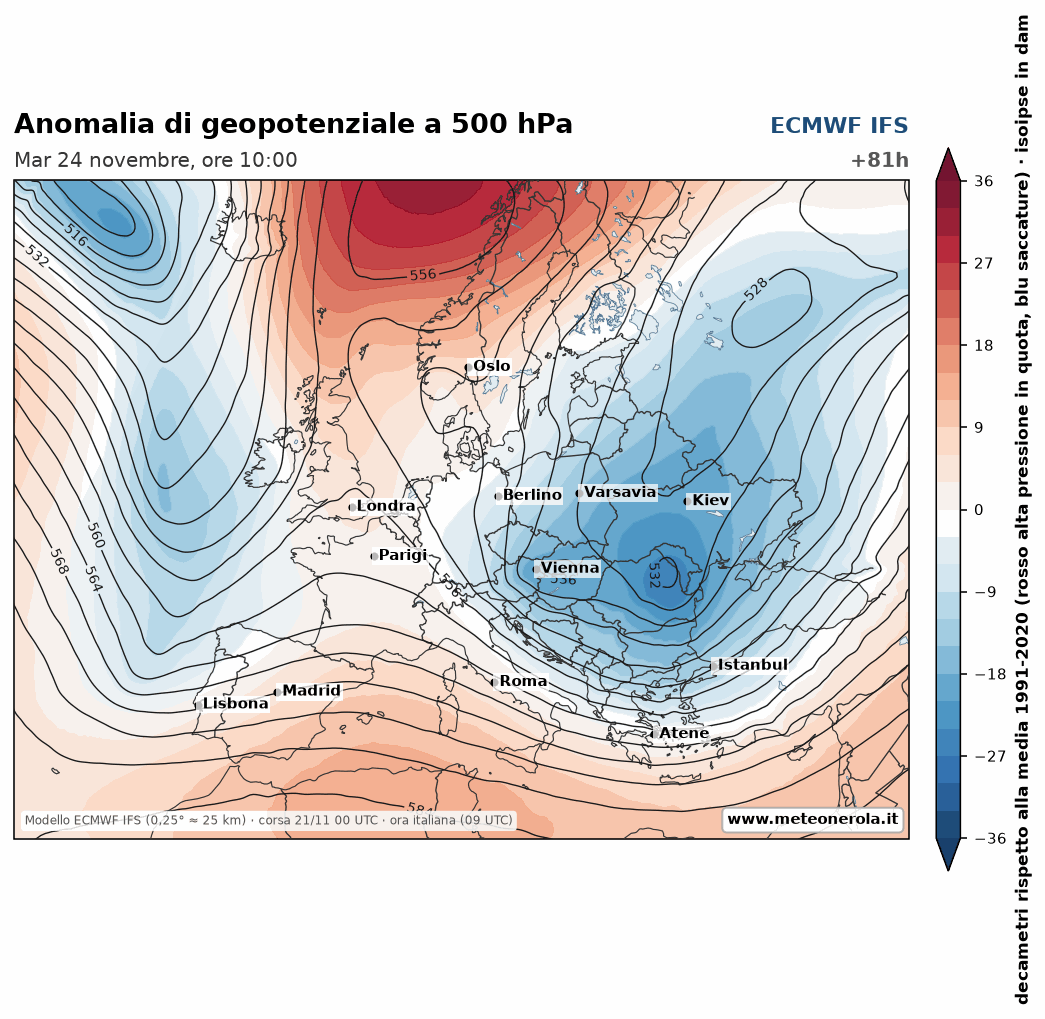 Anomalia di geopotenziale a 500 hPa
ECMWF IFS
Mar 24 novembre, ore 10:00
+81h
516
532
556
528
Oslo
Berlino
Varsavia
Kiev
Londra
560
568
564
Parigi
556
Vienna
536
532
Istanbul
Roma
Madrid
Lisbona
Atene
584
Modello ECMWF IFS (0,25° ≈ 25 km) · corsa 21/11 00 UTC · ora italiana (09 UTC)
www.meteonerola.it
36
27
18
9
0
−9
−18
−27
−36
decametri rispetto alla media 1991-2020 (rosso alta pressione in quota, blu saccature) · isoipse in dam